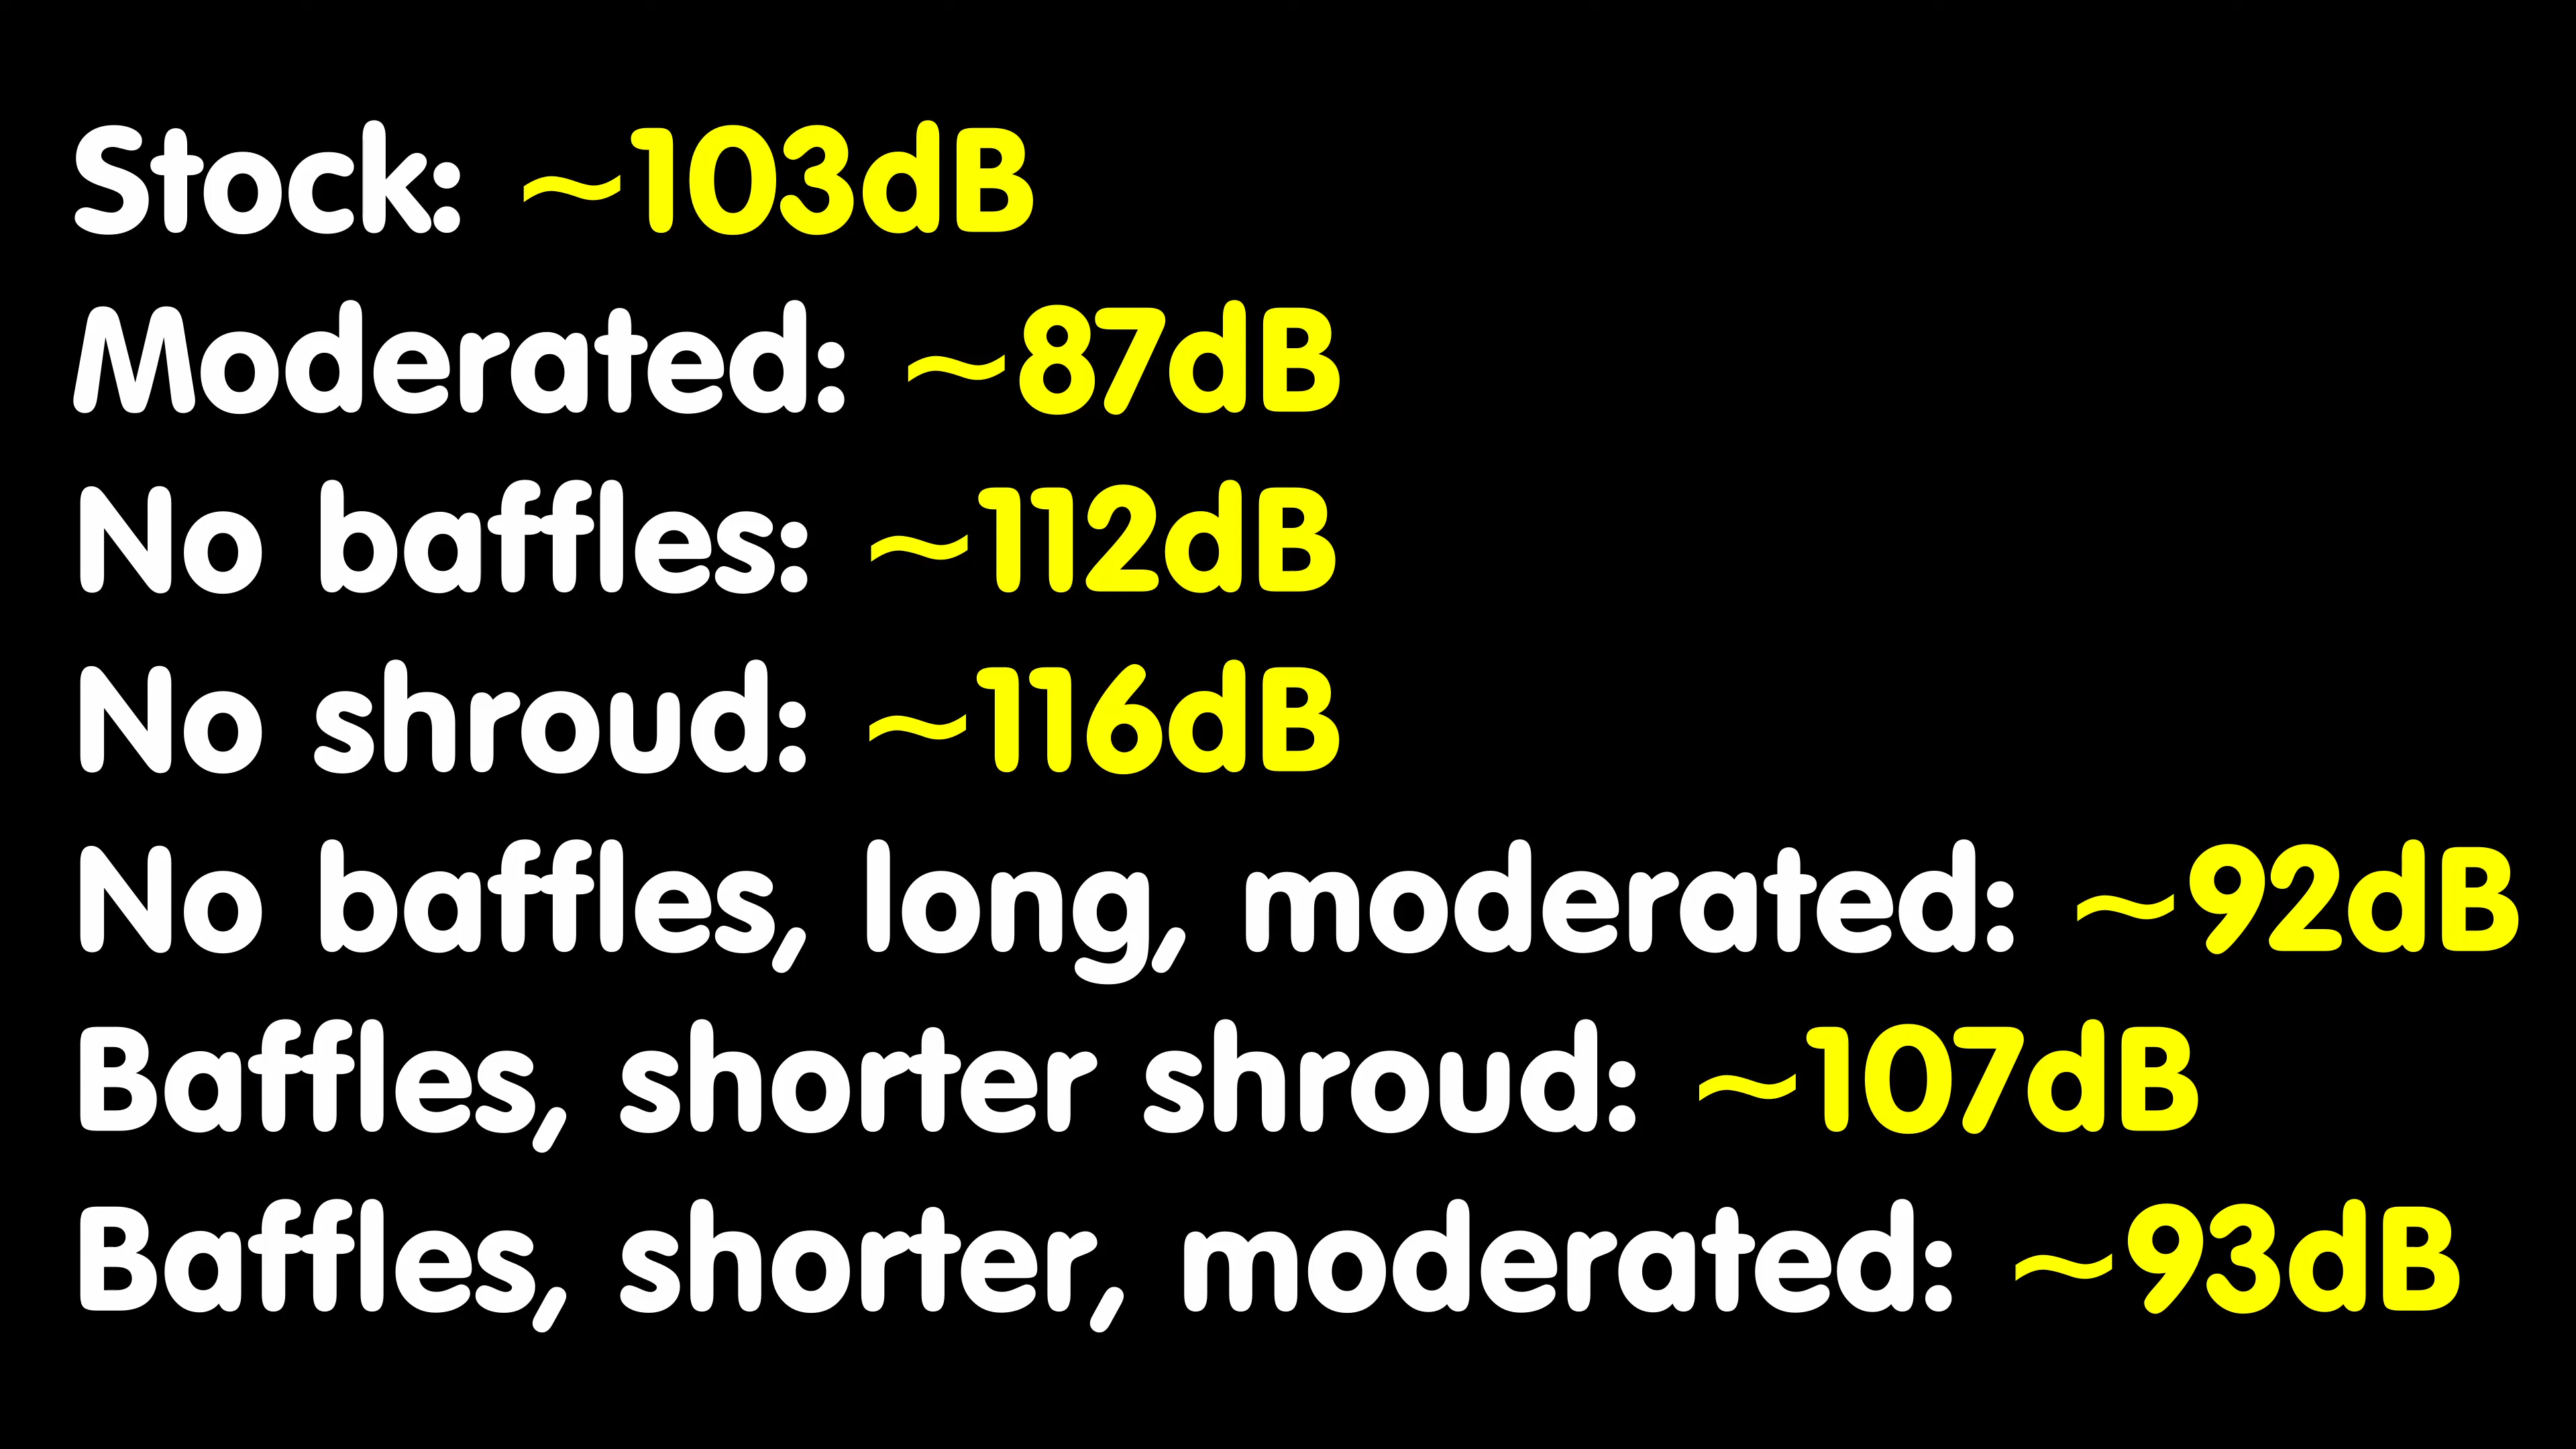 Stock: ~103dB
Moderated: ~87dB
No baffles: ~112dB
No shroud: ~116dB
No baffles, long, moderated: ~92dB
Baffles, shorter shroud: ~107dB
Baffles, shorter, moderated: ~93dB